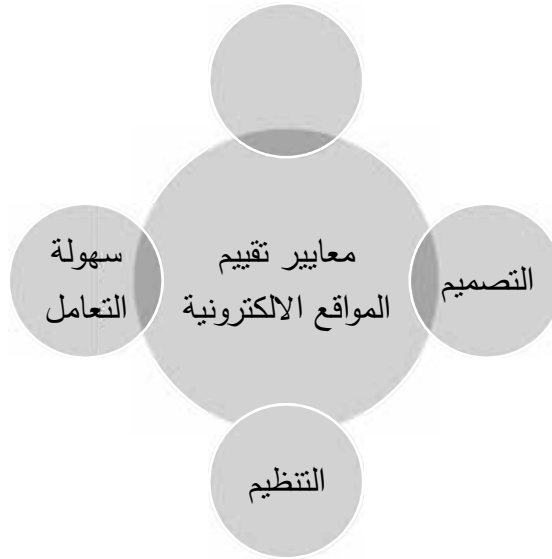 معايير تقييم
المواقع الالكترونية
التصميم
التنظيم
سهولة
التعامل